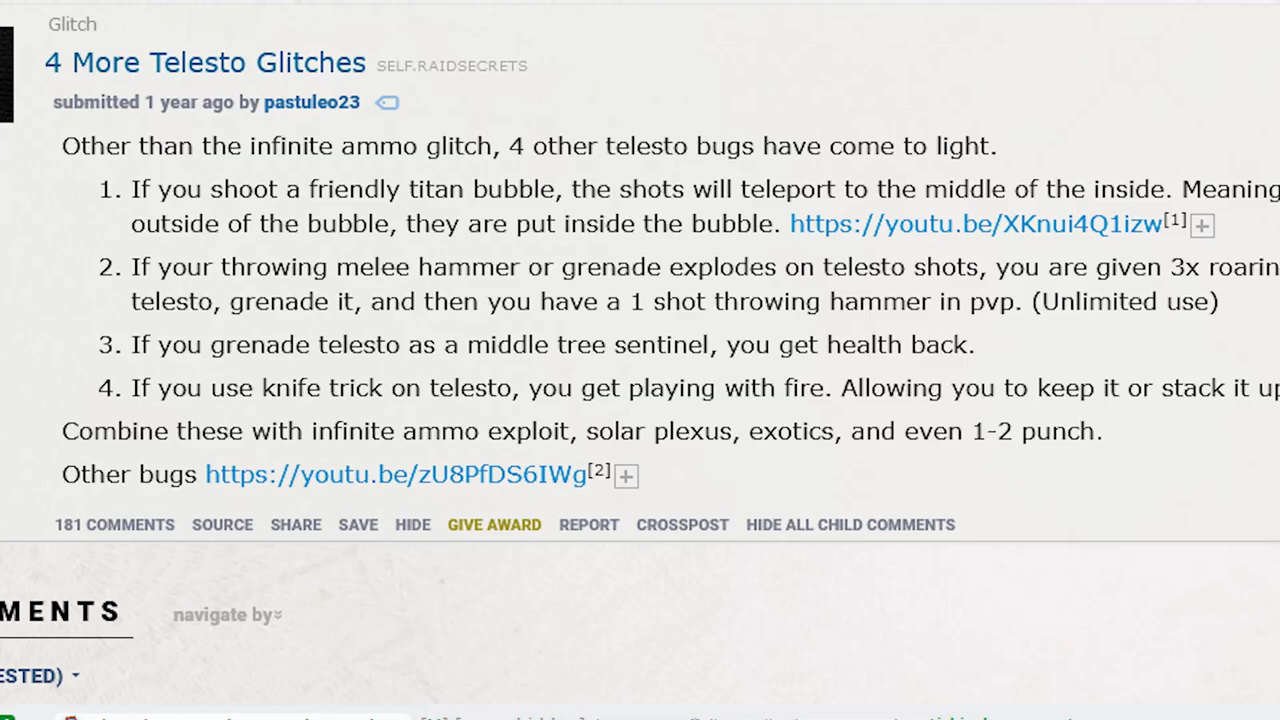 Glitch
4 More Telesto Glitches SELF.RAIDSECRETS
submitted 1 year ago by pastuleo23
Other than the infinite ammo glitch, 4 other telesto bugs have come to light.
1. If you shoot a friendly titan bubble, the shots will teleport to the middle of the inside. Meaning
outside of the bubble, they are put inside the bubble. https://youtu.be/XKnui4Q1izw[1]
2. If your throwing melee hammer or grenade explodes on telesto shots, you are given 3x
telesto, grenade it, and then you have a 1 shot throwing hammer in pvp. (Unlimited use)
3. If you grenade telesto as a middle tree sentinel, you get health back.
4. If you use knife trick on telesto, you get playing with fire. Allowing you to keep it or stack it up
Combine these with infinite ammo exploit, solar plexus, exotics, and even 1-2 punch.
Other bugs https://youtu.be/zU8PfDS6IWg[2]
181 COMMENTS SOURCE SHARE SAVE HIDE GIVE AWARD REPORT CROSSPOST HIDE ALL CHILD COMMENTS
MENTS navigate by
ESTED)